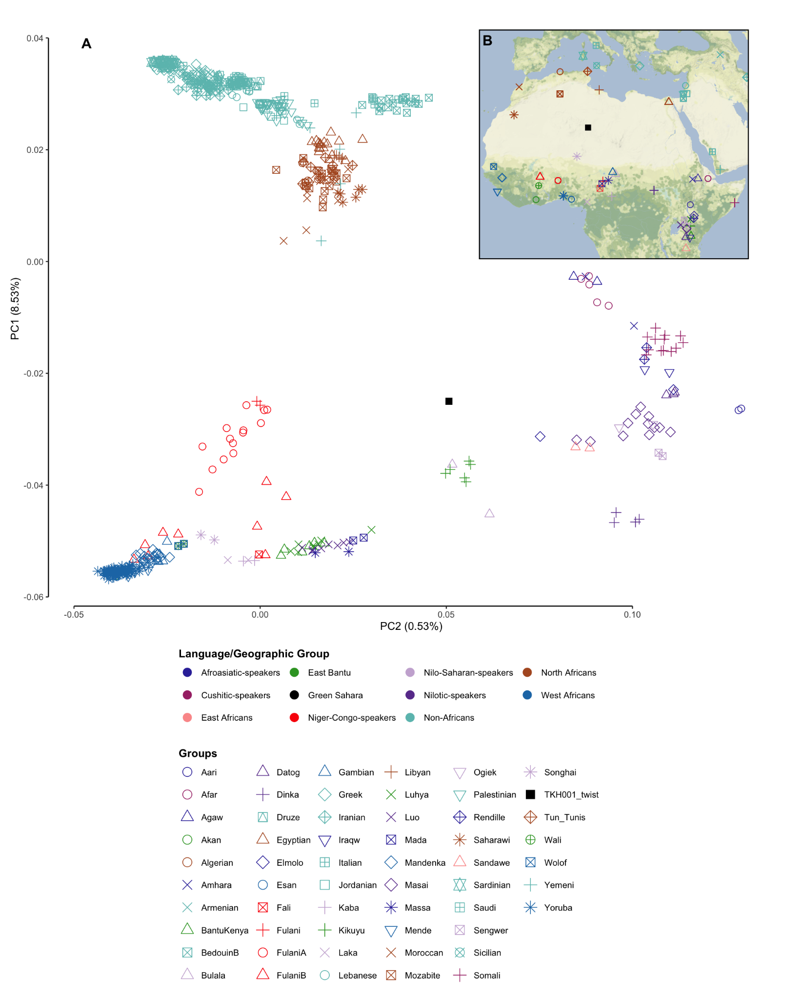 A
B
0.04
0.02
0.00
-0.02
-0.04
-0.06
PC1 (8.53%)
-0.05 0.00 0.05 0.10
PC2 (0.53%)
Language/Geographic Group
Afroasiatic-speakers East Bantu Nilo-Saharan-speakers North Africans
Cushitic-speakers Green Sahara Nilotic-speakers West Africans
East Africans Niger-Congo-speakers Non-Africans
Groups
Aari Datog Gambian Libyan Ogiek Songhai
Afar Dinka Greek Luhya Palestinian TKH001_twist
Agaw Druze Iranian Luo Rendille Tun_Tunis
Akan Egyptian Iraqw Mada Saharawi Wali
Algerian Elmolo Italian Mandenka Sandawe Wolof
Amhara Esan Jordanian Masai Sardinian Yemeni
Armenian Fali Kaba Massa Saudi Yoruba
BantuKenya Fulani Kikuyu Mende Sengwer
BedouinB FulaniA Laka Moroccan Sicilian
Bulala FulaniB Lebanese Mozabite Somali